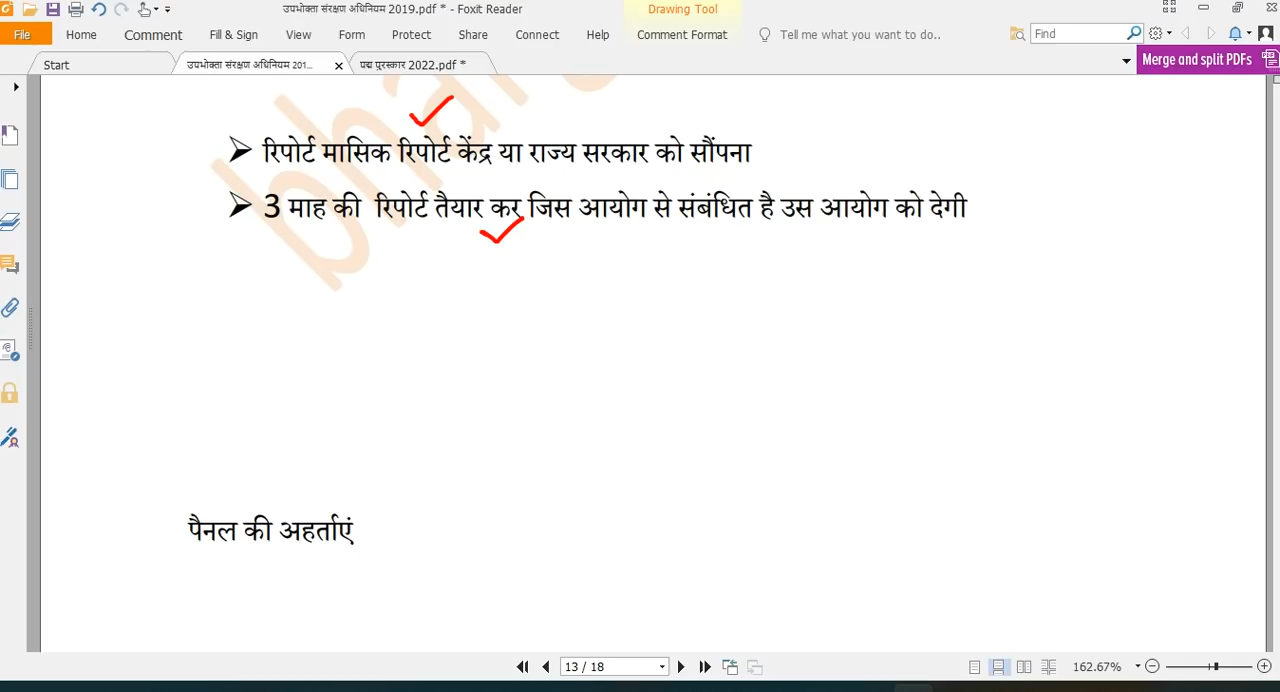 उपभोक्ता संरक्षण अधिनियम 2019.pdf * - Foxit Reader
Drawing Tool
File Home Comment Fill & Sign View Form Protect Share Connect Help Comment Format Tell me what you want to do.. Find
Start उपभोक्ता संरक्षण अधिनियम 201... पद्म पुरस्कार 2022.pdf * Merge and split PDFs
रिपोर्ट मासिक रिपोर्ट केंद्र या राज्य सरकार को सौंपना
3 माह की रिपोर्ट तैयार कर जिस आयोग से संबंधित है उस आयोग को देगी
पैनल की अहर्ताएं
13 / 18 162.67%